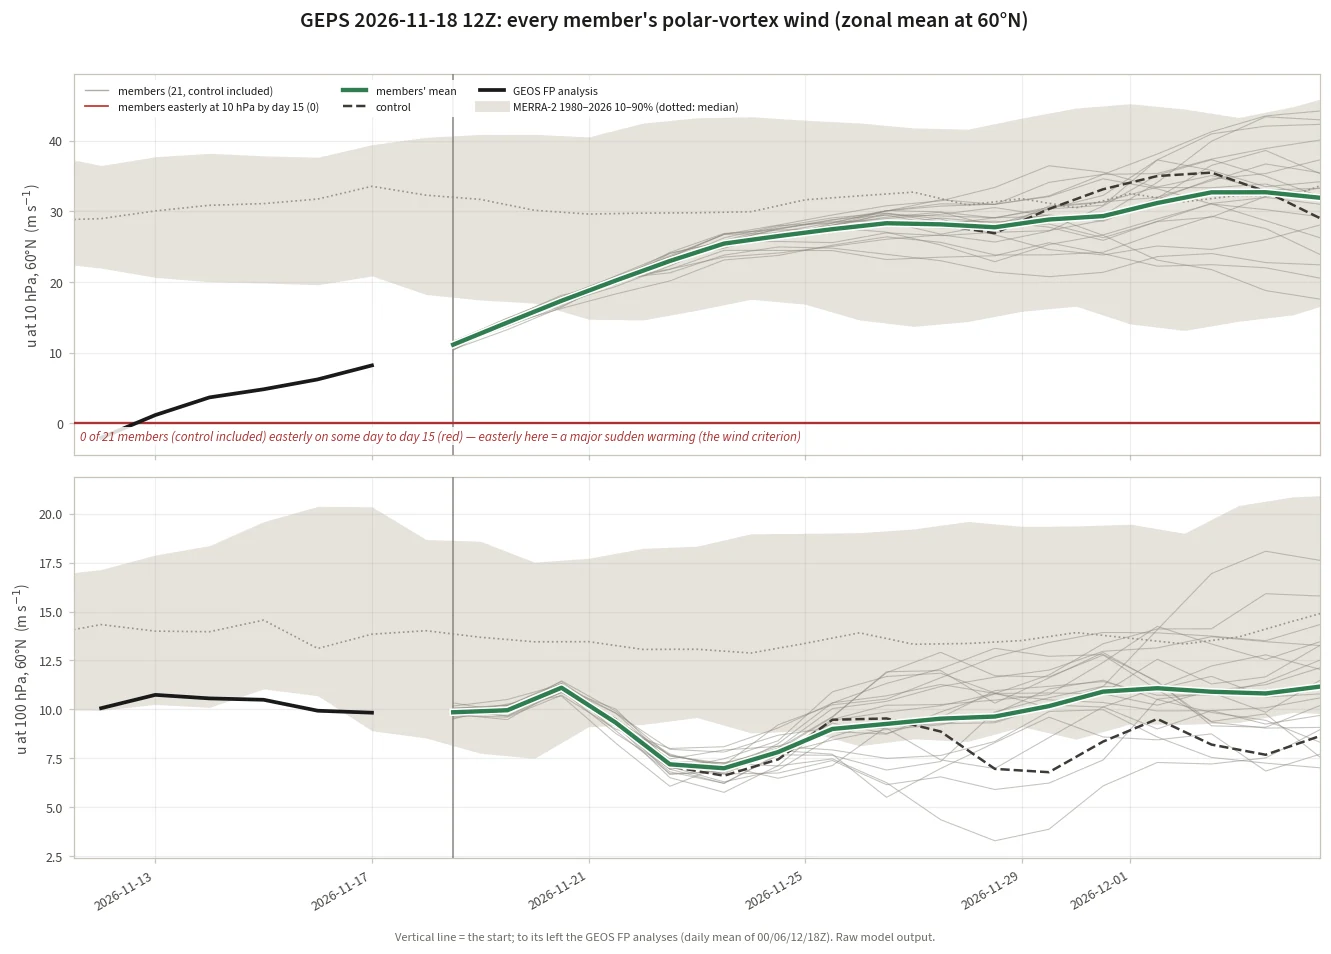 GEPS 2026-11-18 12Z: every member's polar-vortex wind (zonal mean at 60°N)
members (21, control included)
members easterly at 10 hPa by day 15 (0)
members' mean
control
GEOS FP analysis
MERRA-2 1980–2026 10–90% (dotted: median)
u at 10 hPa, 60°N (m s⁻¹)
40
30
20
10
0
0 of 21 members (control included) easterly on some day to day 15 (red) — easterly here = a major sudden warming (the wind criterion)
u at 100 hPa, 60°N (m s⁻¹)
20.0
17.5
15.0
12.5
10.0
7.5
5.0
2.5
2026-11-13
2026-11-17
2026-11-21
2026-11-25
2026-11-29
2026-12-01
Vertical line = the start; to its left the GEOS FP analyses (daily mean of 00/06/12/18Z). Raw model output.